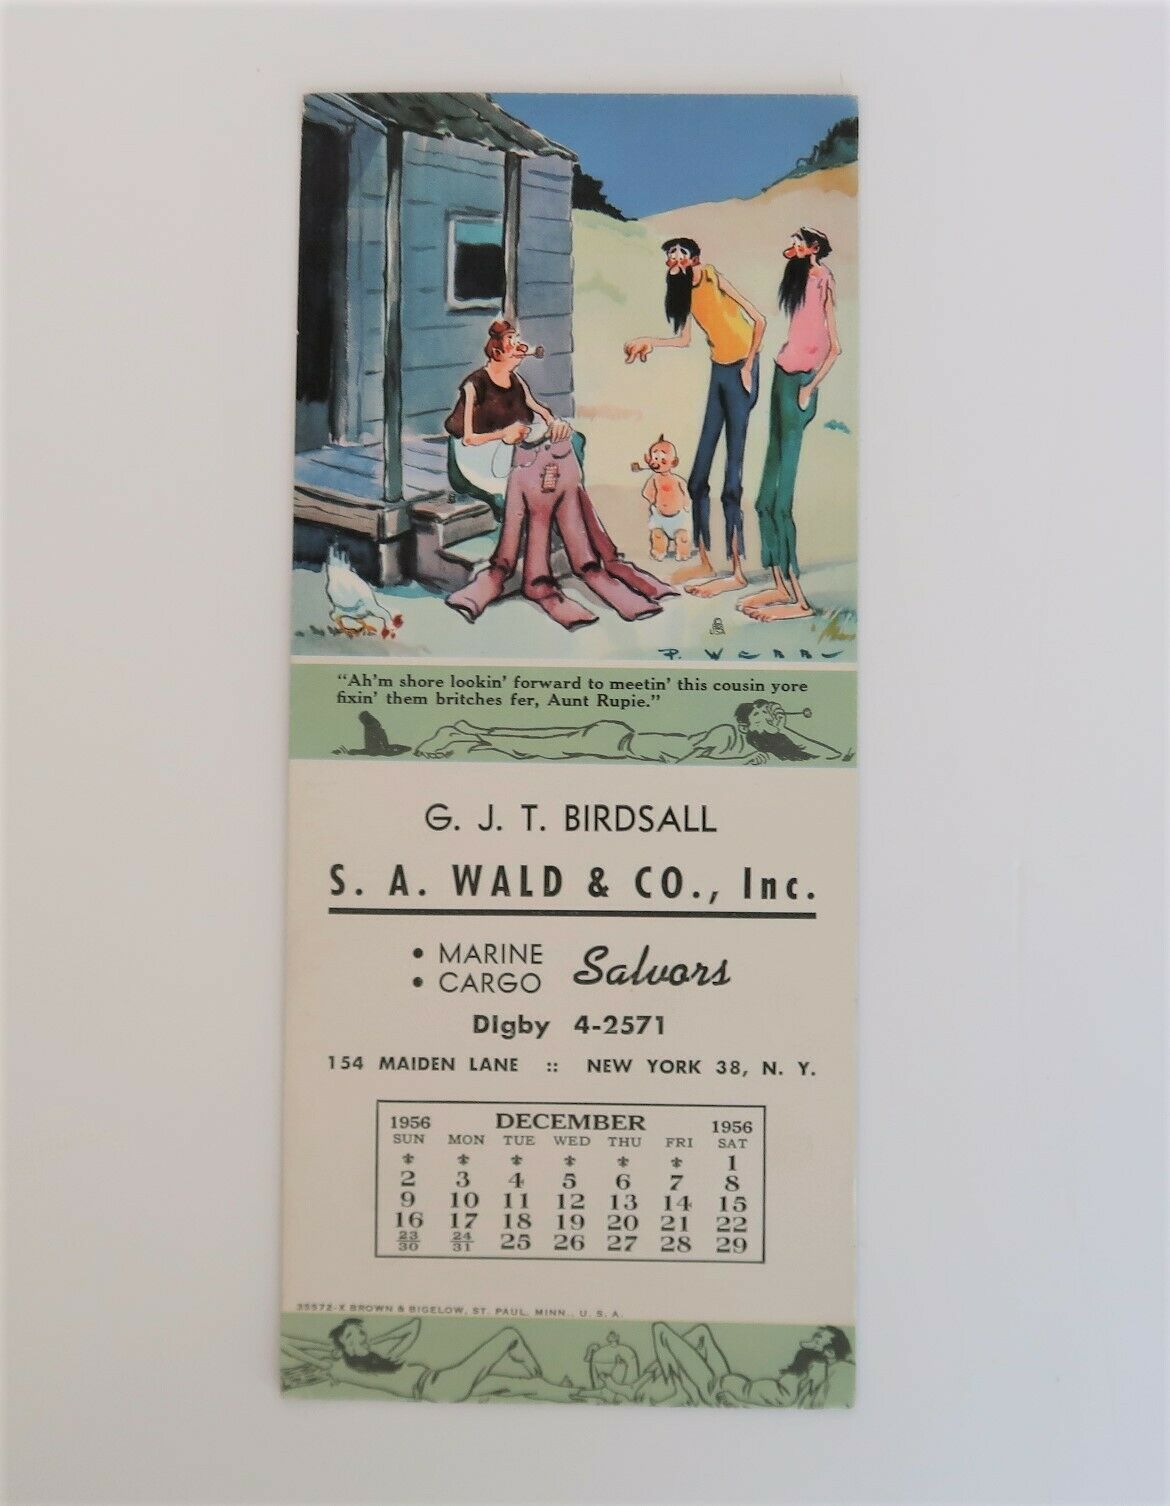 P. WEBB
"Ah'm shore lookin' forward to meetin' this cousin yore
fixin' them britches fer, Aunt Rupie."
G. J. T. BIRDSALL
S. A. WALD & CO., Inc.
• MARINE
• CARGO
Salvors
DIgby 4-2571
154 MAIDEN LANE :: NEW YORK 38, N. Y.
1956 DECEMBER 1956
SUN MON TUE WED THU FRI SAT
1
2 3 4 5 6 7 8
9 10 11 12 13 14 15
16 17 18 19 20 21 22
23/30 24/31 25 26 27 28 29
35572-X BROWN & BIGELOW, ST. PAUL, MINN., U. S. A.